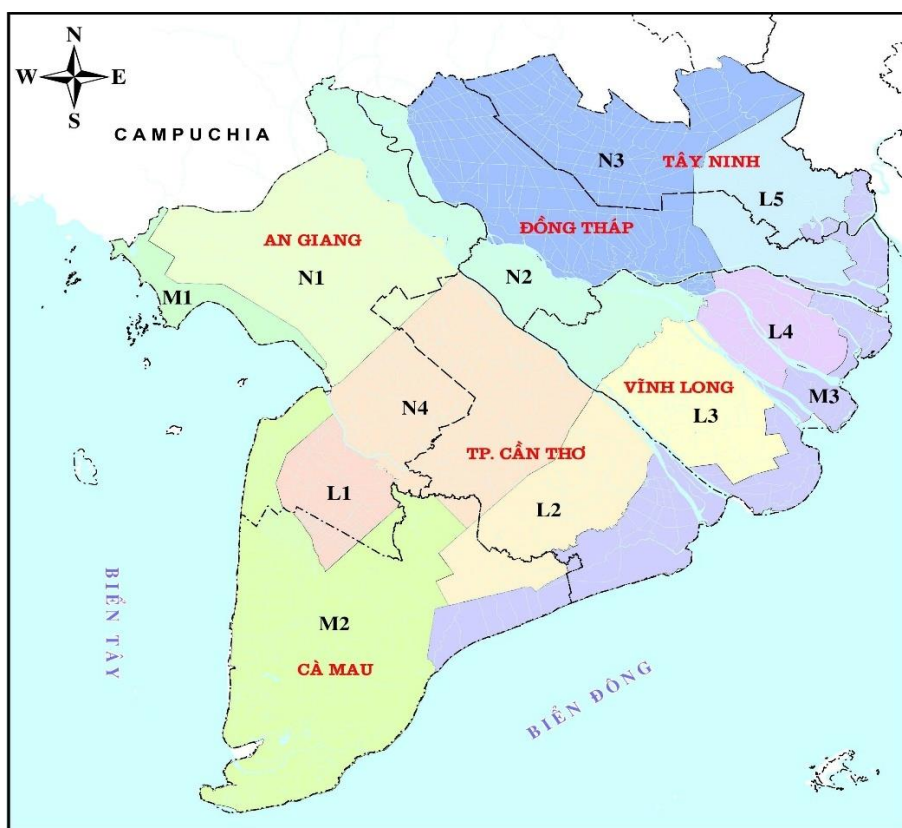 N
W E
S
CAMPUCHIA
N3
TÂY NINH
L5
ĐỒNG THÁP
AN GIANG
N1
N2
M1
L4
VĨNH LONG
M3
L3
N4
TP. CẦN THƠ
L1
L2
BIỂN TÂY
M2
CÀ MAU
BIỂN ĐÔNG